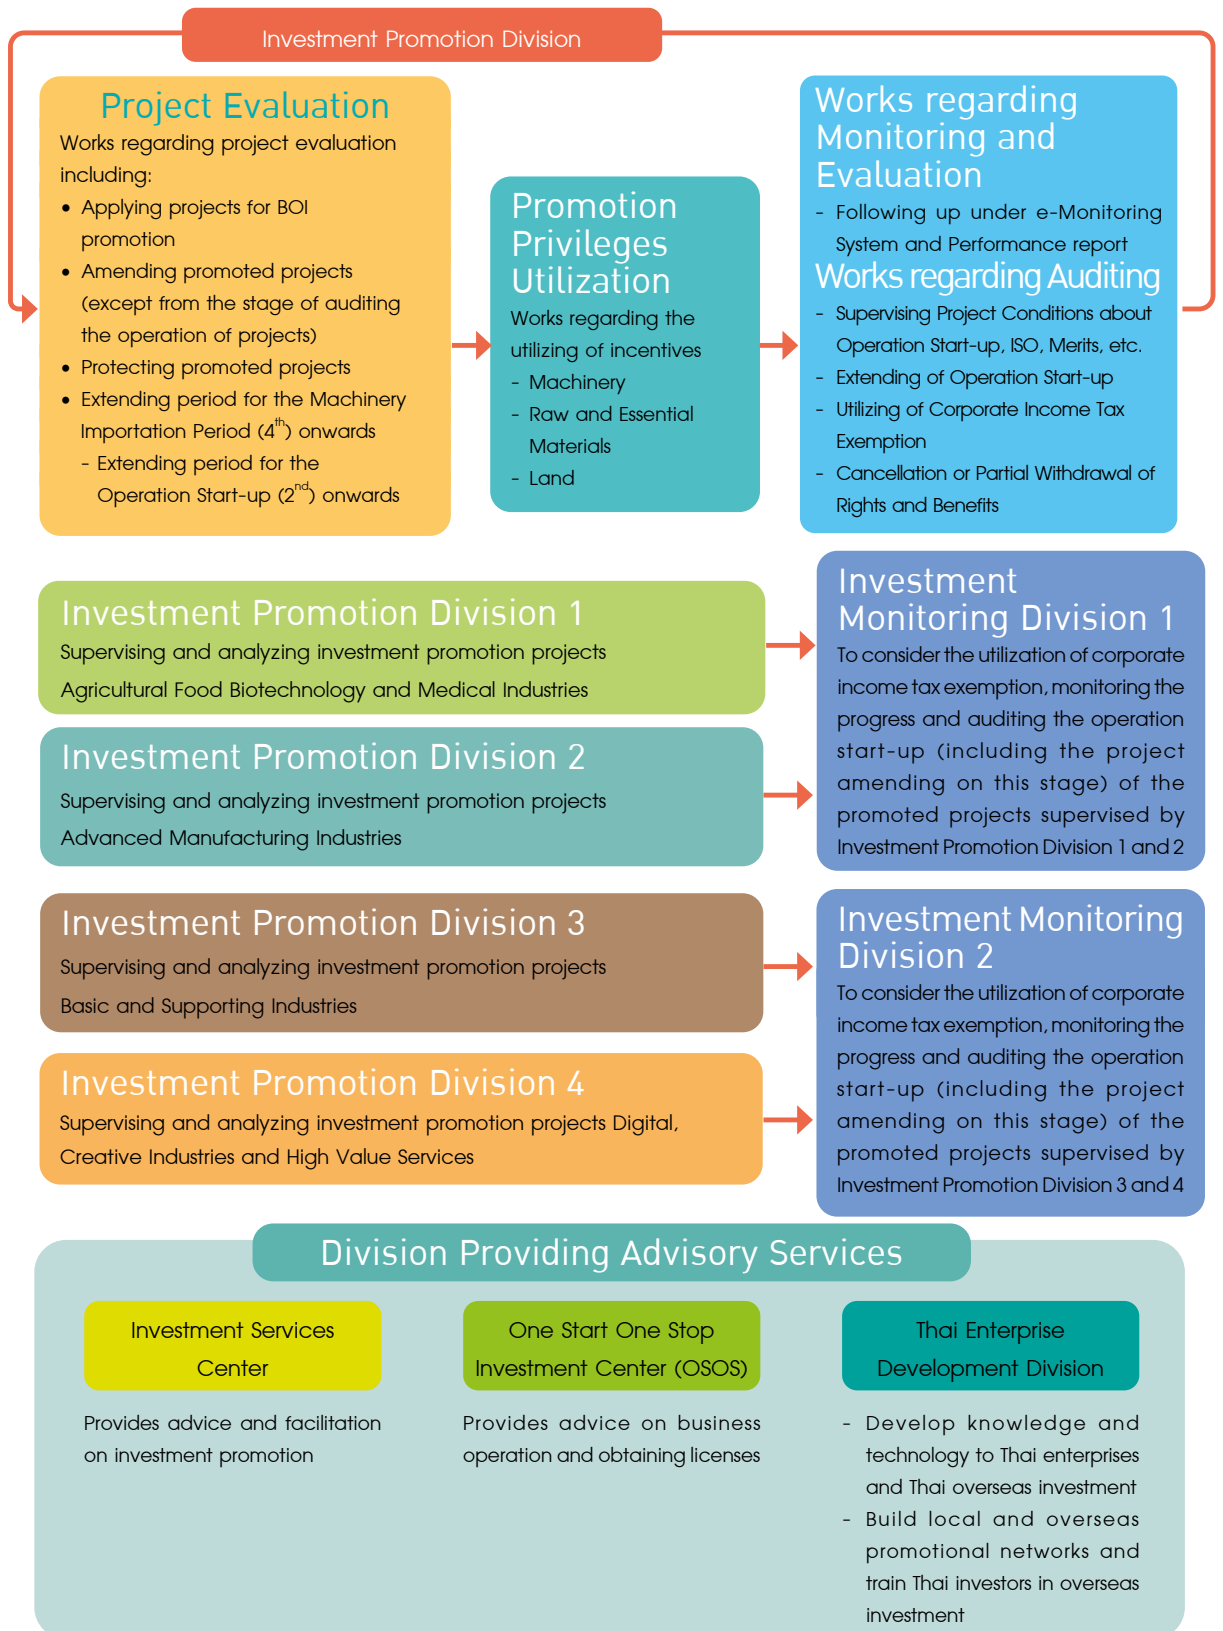 Investment Promotion Division
Project Evaluation
Works regarding project evaluation
including:
• Applying projects for BOI
promotion
• Amending promoted projects
(except from the stage of auditing
the operation of projects)
• Protecting promoted projects
• Extending period for the Machinery
Importation Period (4th) onwards
- Extending period for the
Operation Start-up (2nd) onwards
Promotion
Privileges
Utilization
Works regarding the
utilizing of incentives
- Machinery
- Raw and Essential
Materials
- Land
Works regarding
Monitoring and
Evaluation
- Following up under e-Monitoring
System and Performance report
Works regarding Auditing
- Supervising Project Conditions about
Operation Start-up, ISO, Merits, etc.
- Extending of Operation Start-up
- Utilizing of Corporate Income Tax
Exemption
- Cancellation or Partial Withdrawal of
Rights and Benefits
Investment Promotion Division 1
Supervising and analyzing investment promotion projects
Agricultural Food Biotechnology and Medical Industries
Investment Promotion Division 2
Supervising and analyzing investment promotion projects
Advanced Manufacturing Industries
Investment
Monitoring Division 1
To consider the utilization of corporate
income tax exemption, monitoring the
progress and auditing the operation
start-up (including the project
amending on this stage) of the
promoted projects supervised by
Investment Promotion Division 1 and 2
Investment Promotion Division 3
Supervising and analyzing investment promotion projects
Basic and Supporting Industries
Investment Promotion Division 4
Supervising and analyzing investment promotion projects Digital,
Creative Industries and High Value Services
Investment Monitoring
Division 2
To consider the utilization of corporate
income tax exemption, monitoring the
progress and auditing the operation
start-up (including the project
amending on this stage) of the
promoted projects supervised by
Investment Promotion Division 3 and 4
Division Providing Advisory Services
Investment Services
Center
Provides advice and facilitation
on investment promotion
One Start One Stop
Investment Center (OSOS)
Provides advice on business
operation and obtaining licenses
Thai Enterprise
Development Division
- Develop knowledge and
technology to Thai enterprises
and Thai overseas investment
- Build local and overseas
promotional networks and
train Thai investors in overseas
investment